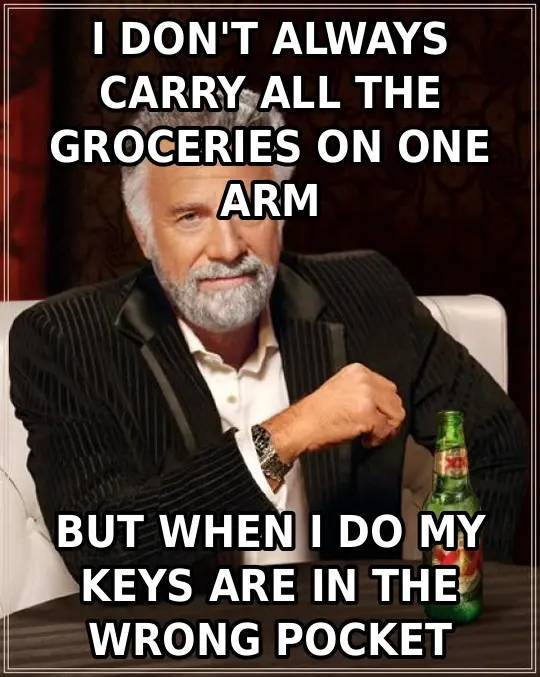 I DON'T ALWAYS
CARRY ALL THE
GROCERIES ON ONE
ARM
XX
BUT WHEN I DO MY
KEYS ARE IN THE
WRONG POCKET